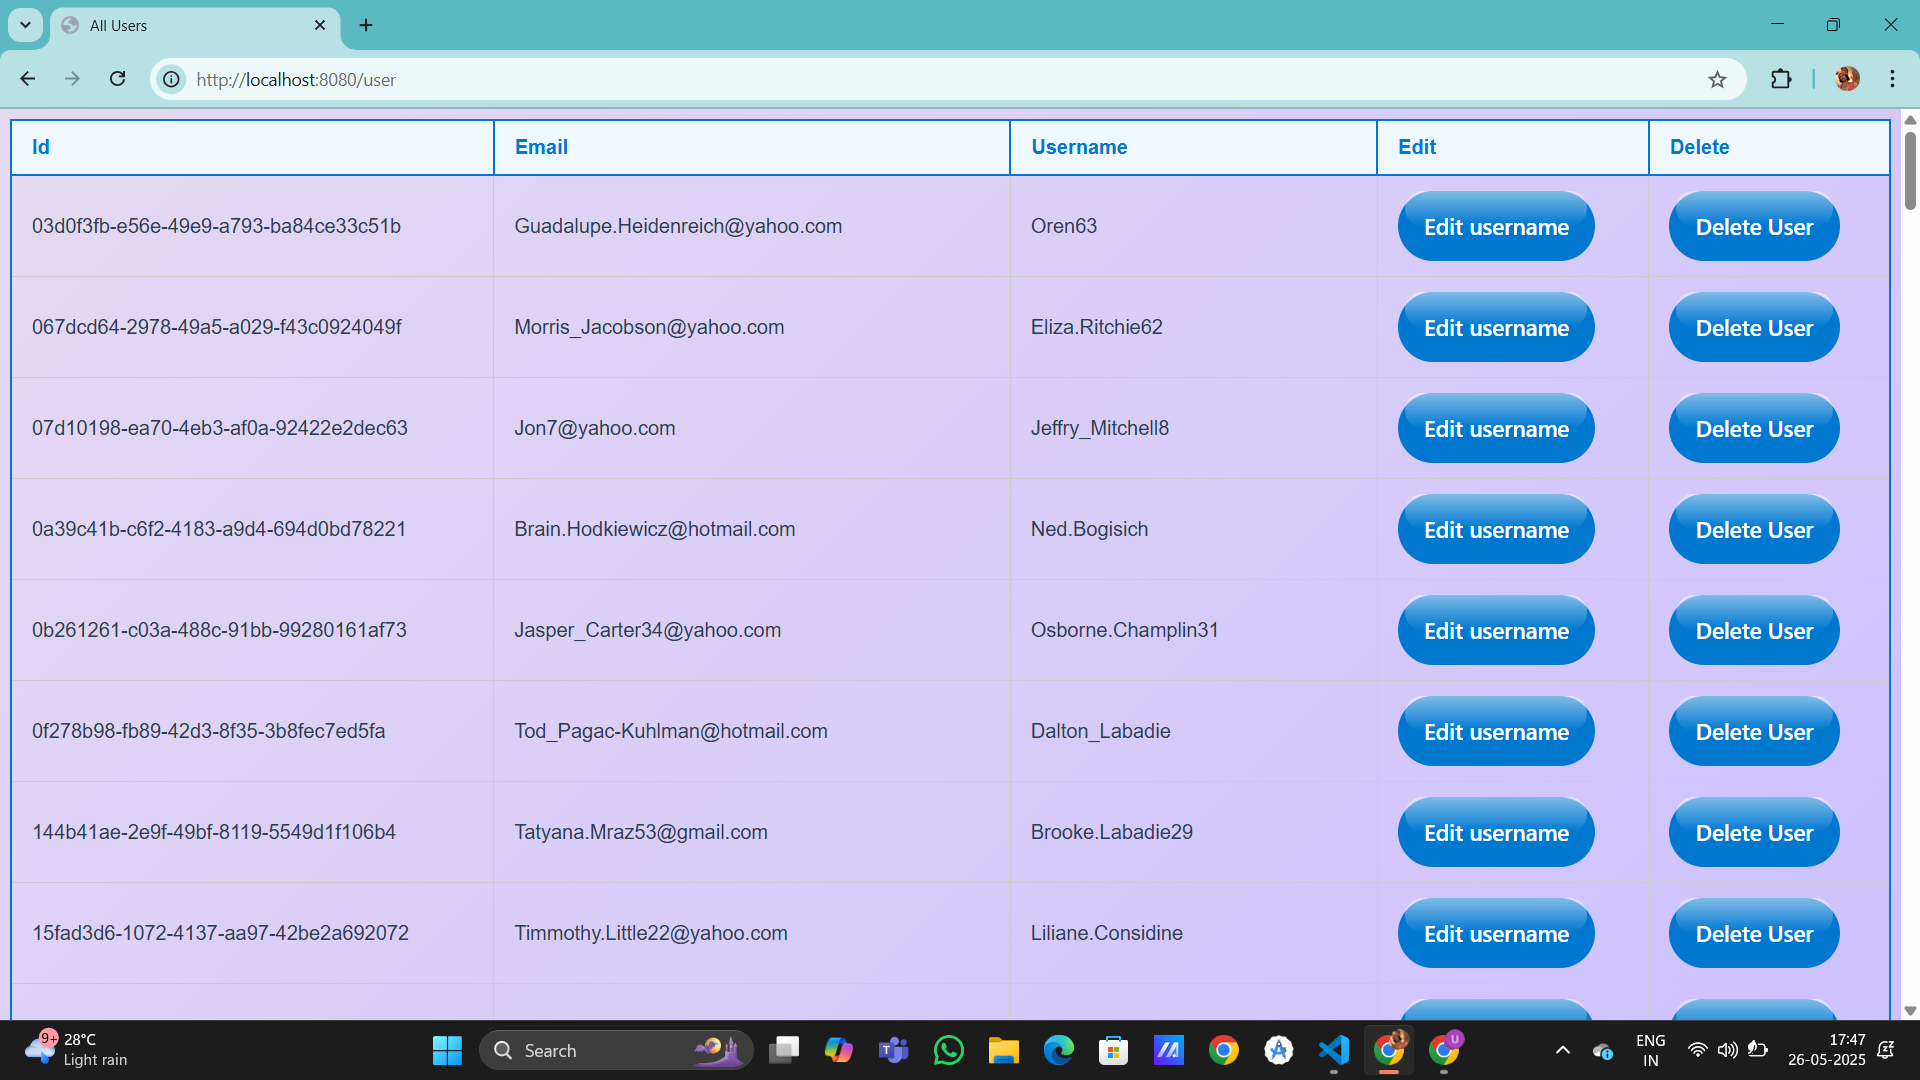 All Users
http://localhost:8080/user
Id Email Username Edit Delete
03d0f3fb-e56e-49e9-a793-ba84ce33c51b Guadalupe.Heidenreich@yahoo.com Oren63 Edit username Delete User
067dcd64-2978-49a5-a029-f43c0924049f Morris_Jacobson@yahoo.com Eliza.Ritchie62 Edit username Delete User
07d10198-ea70-4eb3-af0a-92422e2dec63 Jon7@yahoo.com Jeffry_Mitchell8 Edit username Delete User
0a39c41b-c6f2-4183-a9d4-694d0bd78221 Brain.Hodkiewicz@hotmail.com Ned.Bogisich Edit username Delete User
0b261261-c03a-488c-91bb-99280161af73 Jasper_Carter34@yahoo.com Osborne.Champlin31 Edit username Delete User
0f278b98-fb89-42d3-8f35-3b8fec7ed5fa Tod_Pagac-Kuhlman@hotmail.com Dalton_Labadie Edit username Delete User
144b41ae-2e9f-49bf-8119-5549d1f106b4 Tatyana.Mraz53@gmail.com Brooke.Labadie29 Edit username Delete User
15fad3d6-1072-4137-aa97-42be2a692072 Timmothy.Little22@yahoo.com Liliane.Considine Edit username Delete User
9+ 28°C Search U ENG 17:47
Light rain IN 26-05-2025